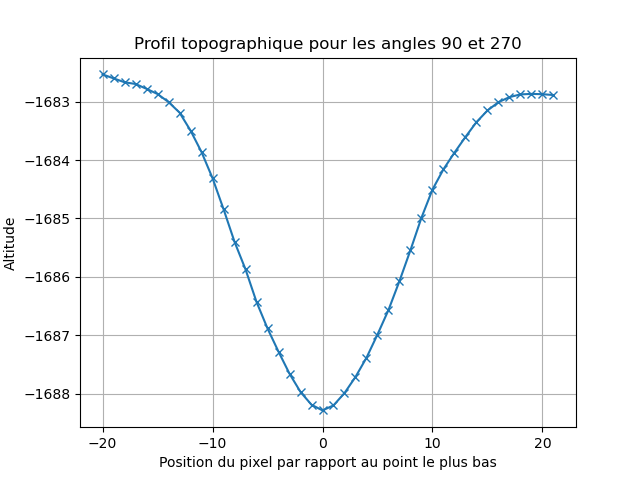 Profil topographique pour les angles 90 et 270
−1683
−1684
−1685
−1686
−1687
−1688
Altitude
−20 −10 0 10 20
Position du pixel par rapport au point le plus bas